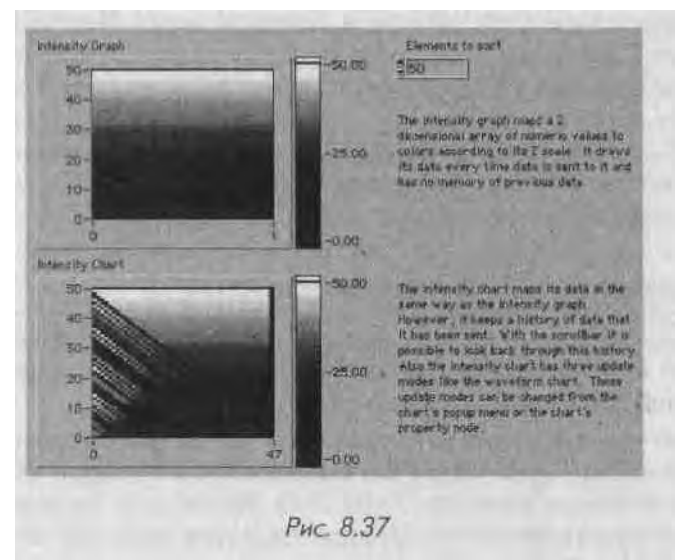 Intensity Graph
50
40
30
20
10
0
0
1
50.00
25.00
0.00
Elements to sort
50
The intensity graph maps a 2
dimensional array of numeric values to
colors according to its Z scale. It draws
its data every time data is sent to it and
has no memory of previous data.
Intensity Chart
50
40
30
20
10
0
0
47
50.00
25.00
0.00
The intensity chart maps its data in the
same way as the intensity graph.
However, it keeps a history of data that
it has been sent. With the scrollbar it is
possible to look back through this history.
Also the intensity chart has three update
modes like the waveform chart. These
update modes can be changed from the
chart's popup menu or the chart's
property node.
Рис. 8.37